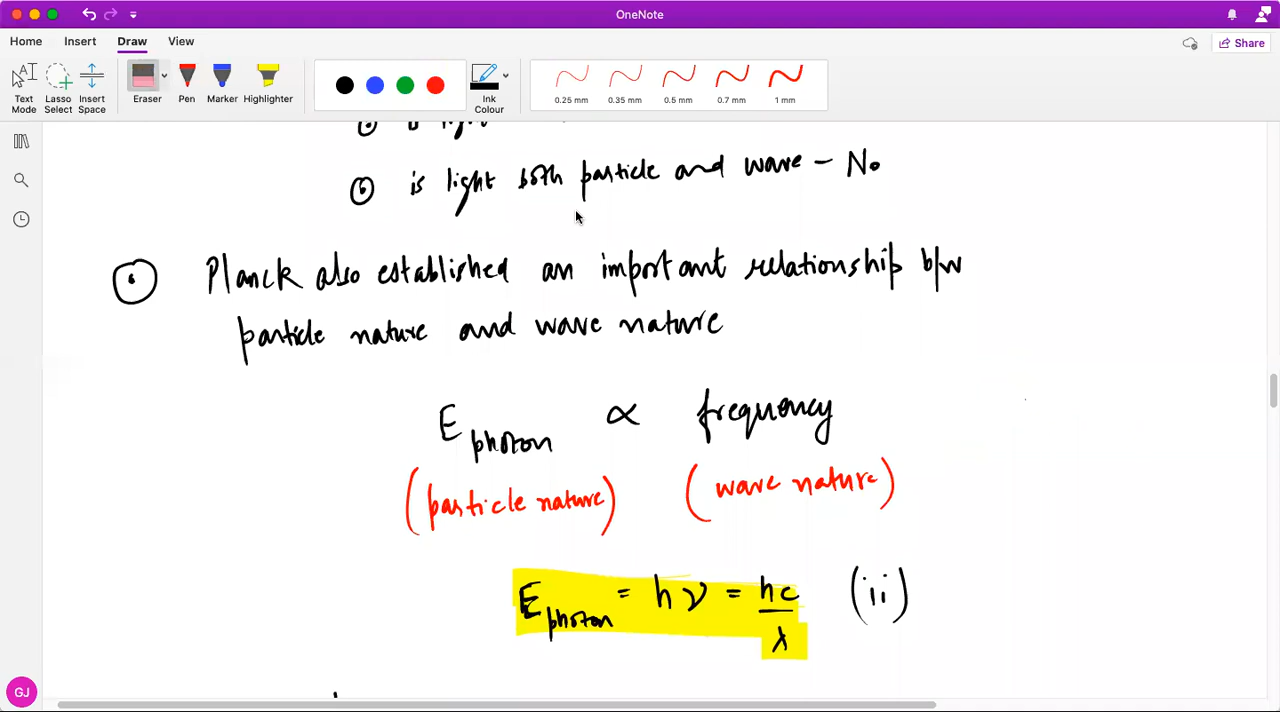 OneNote
Home Insert Draw View
Share
Text Mode
Lasso Select
Insert Space
Eraser
Pen
Marker
Highlighter
Ink Colour
0.25 mm
0.35 mm
0.5 mm
0.7 mm
1 mm
is light
is light both particle and wave - No
Planck also established an important relationship b/w
particle nature and wave nature
E photon ∝ frequency
(particle nature) (wave nature)
E photon = hν = hc/λ (ii)
GJ